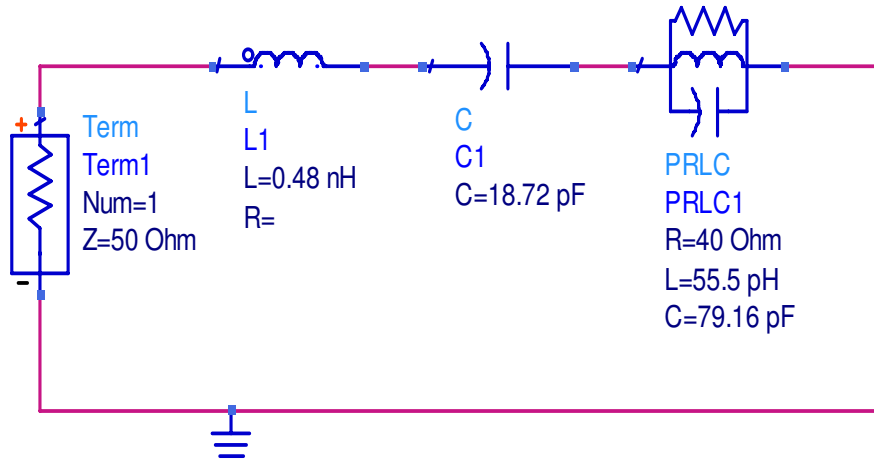 +
Term
Term1
Num=1
Z=50 Ohm
-
L
L1
L=0.48 nH
R=
C
C1
C=18.72 pF
PRLC
PRLC1
R=40 Ohm
L=55.5 pH
C=79.16 pF